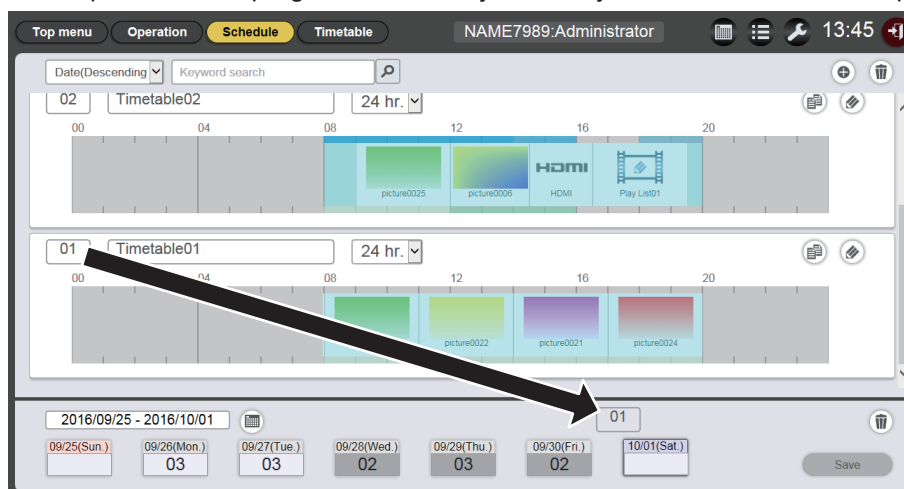 Top menu Operation Schedule Timetable NAME7989:Administrator 13:45
Date(Descending Keyword search
02 Timetable02 24 hr.
00 04 08 12 16 20
picture0025 picture0006 HDMI HDMI Play List01
01 Timetable01 24 hr.
00 04 08 12 16 20
picture0022 picture0021 picture0024
2016/09/25 - 2016/10/01 01
09/25(Sun.) 09/26(Mon.) 09/27(Tue.) 09/28(Wed.) 09/29(Thu.) 09/30(Fri.) 10/01(Sat.)
03 03 02 03 02 Save